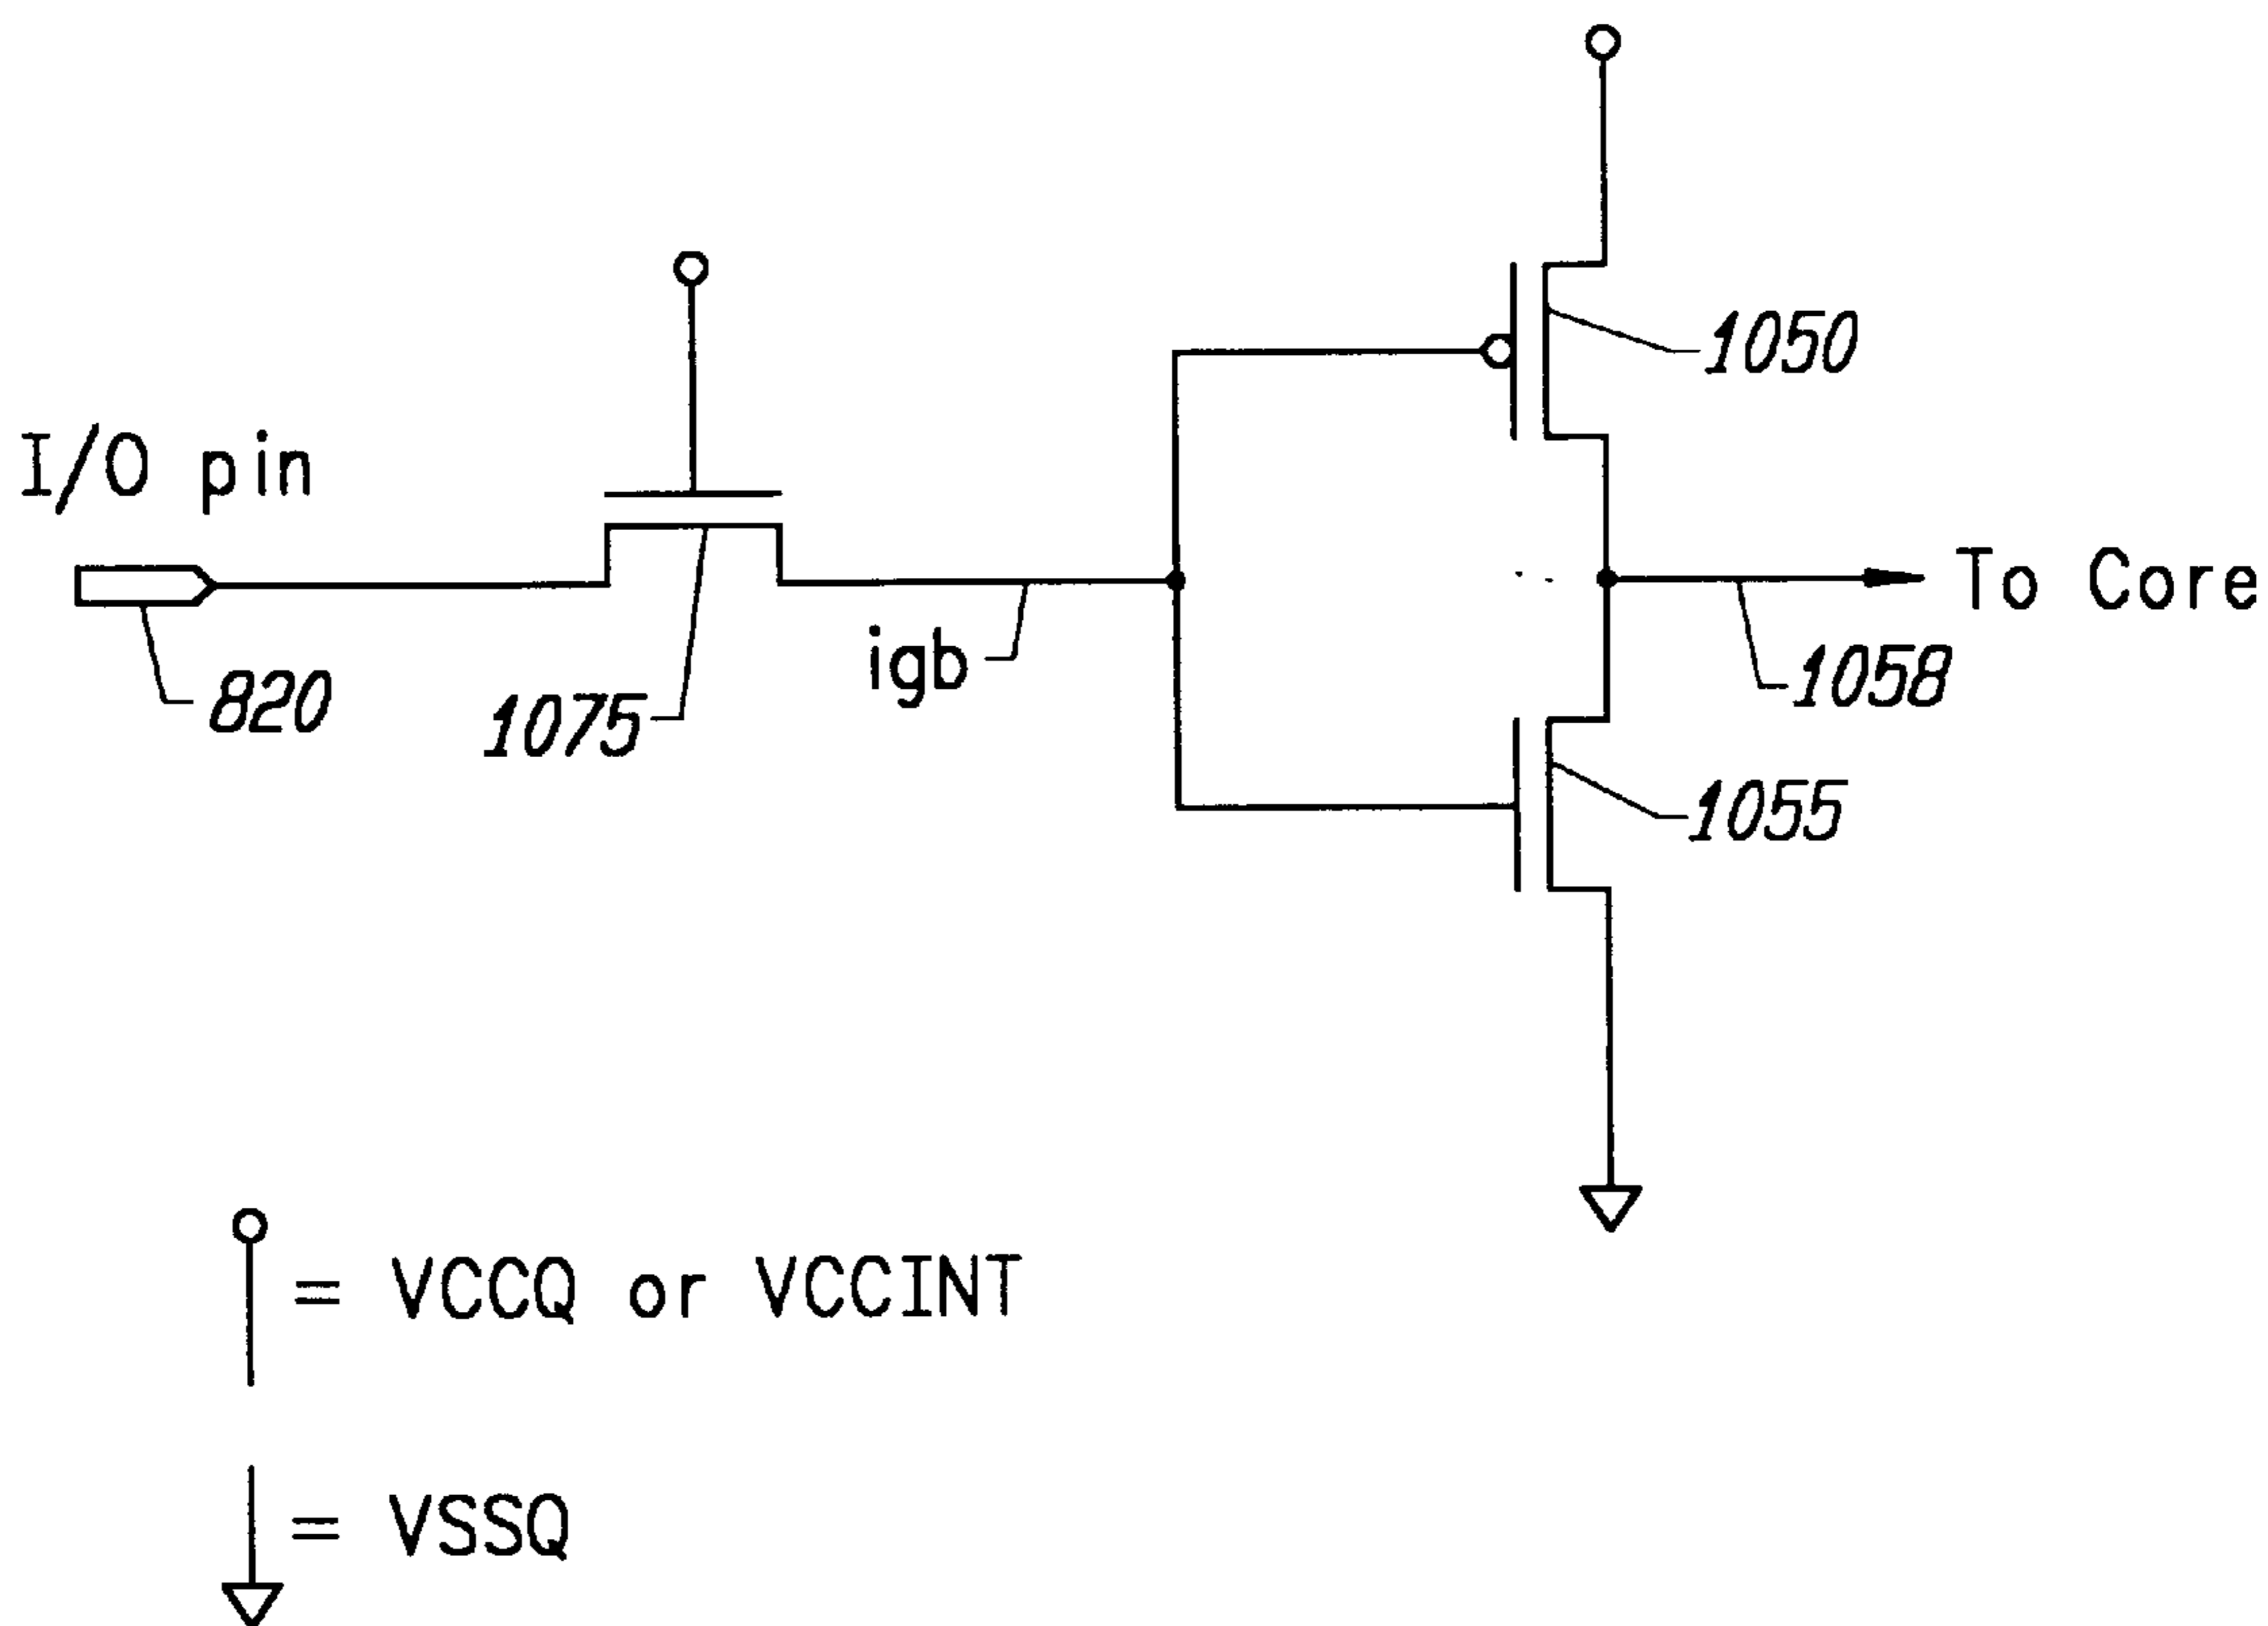 I/O pin
820
1075
igb
1050
To Core
1058
1055
= VCCQ or VCCINT
= VSSQ